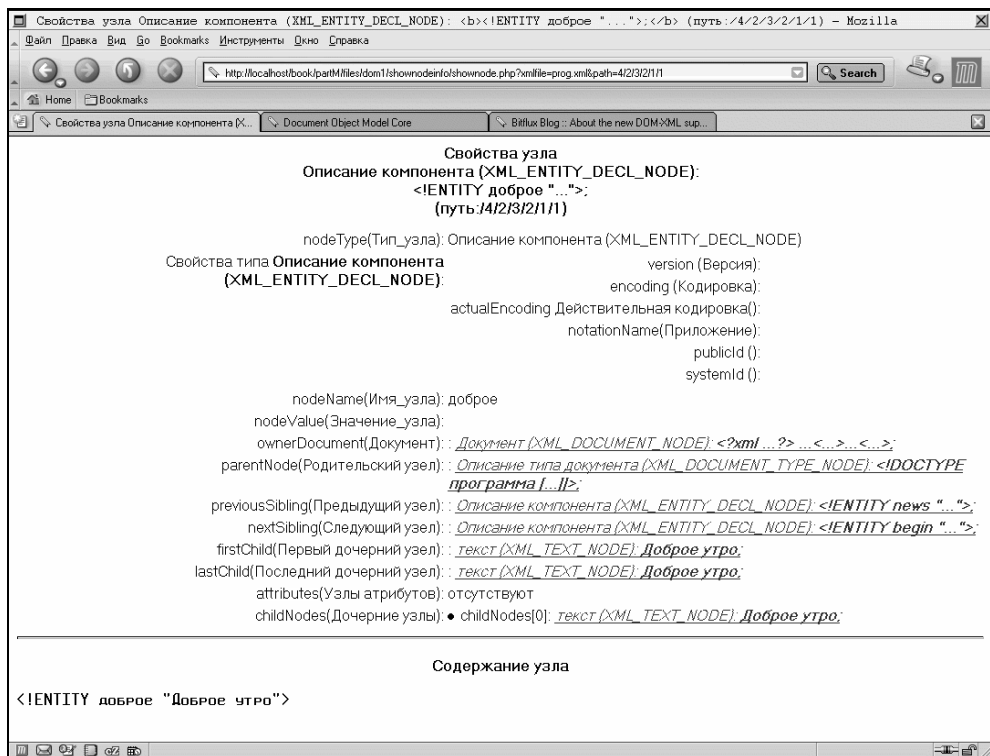 Свойства узла Описание компонента (XML_ENTITY_DECL_NODE): <b><!ENTITY доброе "...">;</b> (путь:/4/2/3/2/1/1) - Mozilla
Файл Правка Вид Go Bookmarks Инструменты Окно Справка
http://localhost/book/partM/files/dom1/shownodeinfo/shownode.php?xmlfile=prog.xml&path=4/2/3/2/1/1 Search
Home Bookmarks
Свойства узла Описание компонента (X... Document Object Model Core Bitflux Blog :: About the new DOM-XML sup...
Свойства узла
Описание компонента (XML_ENTITY_DECL_NODE):
<!ENTITY доброе "...">;
(путь:/4/2/3/2/1/1)
nodeType(Тип_узла): Описание компонента (XML_ENTITY_DECL_NODE)
Свойства типа Описание компонента (XML_ENTITY_DECL_NODE):
version (Версия):
encoding (Кодировка):
actualEncoding Действительная кодировка():
notationName(Приложение):
publicId ():
systemId ():
nodeName(Имя_узла): доброе
nodeValue(Значение_узла):
ownerDocument(Документ): : Документ (XML_DOCUMENT_NODE): <?xml ...?> ...<...>...<...>;
parentNode(Родительский узел): : Описание типа документа (XML_DOCUMENT_TYPE_NODE): <!DOCTYPE
программа [...]]>;
previousSibling(Предыдущий узел): : Описание компонента (XML_ENTITY_DECL_NODE): <!ENTITY news "...">;
nextSibling(Следующий узел): : Описание компонента (XML_ENTITY_DECL_NODE): <!ENTITY begin "...">;
firstChild(Первый дочерний узел): : текст (XML_TEXT_NODE): Доброе утро;
lastChild(Последний дочерний узел): : текст (XML_TEXT_NODE): Доброе утро;
attributes(Узлы атрибутов): отсутствуют
childNodes(Дочерние узлы): • childNodes[0]: текст (XML_TEXT_NODE): Доброе утро;
Содержание узла
<!ENTITY доброе "Доброе утро">